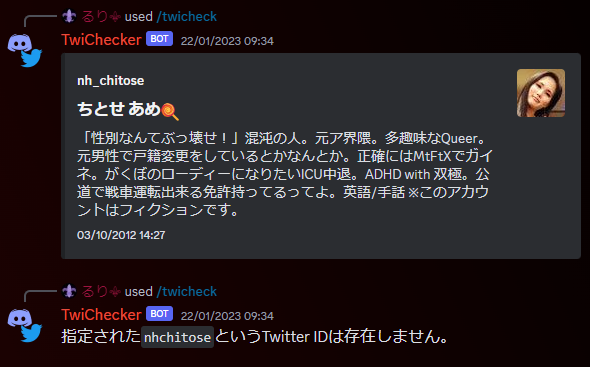 るり used /twicheck
TwiChecker BOT 22/01/2023 09:34
nh_chitose
ちとせ あめ
「性別なんてぶっ壊せ！」混沌の人。元ア界隈。多趣味なQueer。
元男性で戸籍変更をしているとかなんとか。正確にはMtFtXでガイ
ネ。がくぽのローディーになりたいICU中退。ADHD with 双極。公
道で戦車運転出来る免許持ってるってよ。英語/手話 ※このアカウ
ントはフィクションです。
03/10/2012 14:27
るり used /twicheck
TwiChecker BOT 22/01/2023 09:34
指定されたnhchitoseというTwitter IDは存在しません。